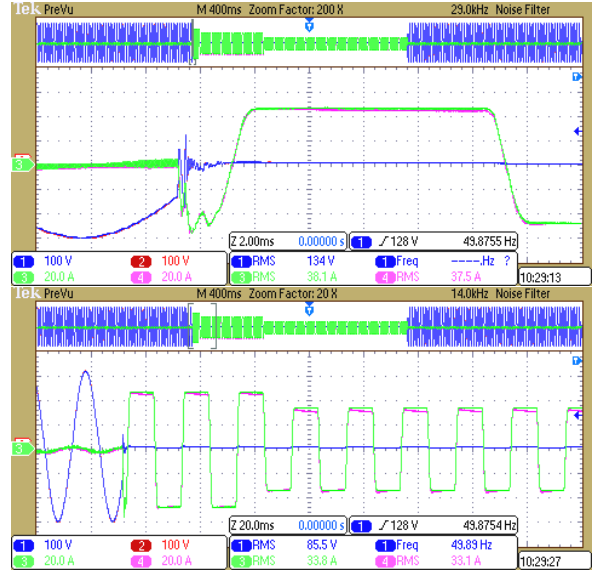 Tek PreVu M 400ms Zoom Factor: 200 X 29.0kHz Noise Filter
3
Z 2.00ms 0.00000 s 1 128 V 49.8755 Hz
1 100 V 2 100 V 1 RMS 134 V 1 Freq ----.Hz ?
3 20.0 A 4 20.0 A 3 RMS 38.1 A 4 RMS 37.5 A 10:29:13
Tek PreVu M 400ms Zoom Factor: 20 X 14.0kHz Noise Filter
3
Z 20.0ms 0.00000 s 1 128 V 49.8754 Hz
1 100 V 2 100 V 1 RMS 85.5 V 1 Freq 49.89 Hz
3 20.0 A 4 20.0 A 3 RMS 33.8 A 4 RMS 33.1 A 10:29:27